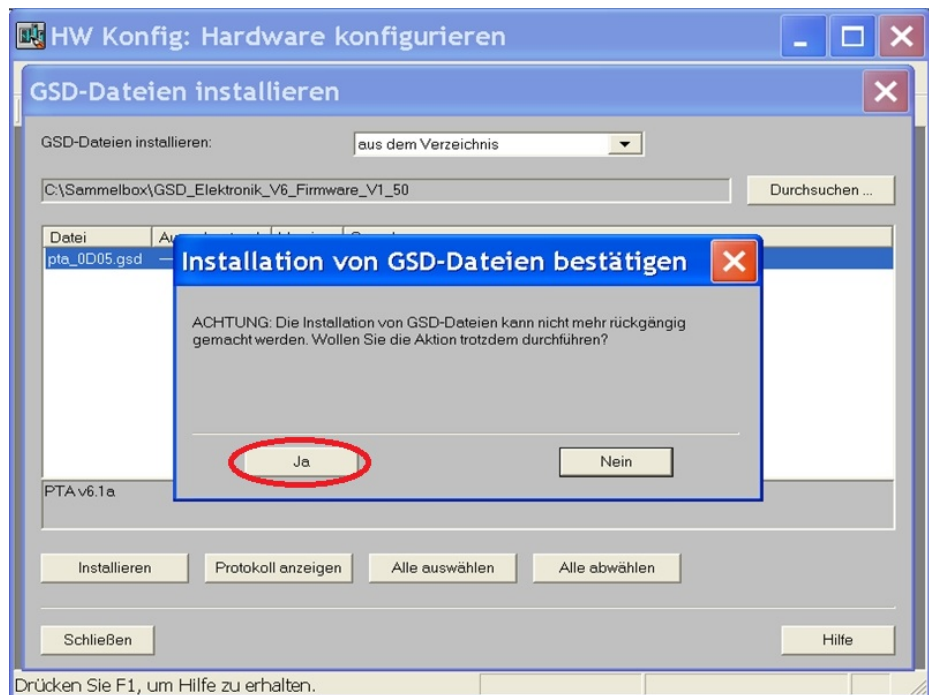 HW Konfig: Hardware konfigurieren
GSD-Dateien installieren
GSD-Dateien installieren:
aus dem Verzeichnis
C:\Sammelbox\GSD_Elektronik_V6_Firmware_V1_50
Durchsuchen ...
Datei
pta_0D05.gsd
Installation von GSD-Dateien bestätigen
ACHTUNG: Die Installation von GSD-Dateien kann nicht mehr rückgängig
gemacht werden. Wollen Sie die Aktion trotzdem durchführen?
Ja
Nein
PTA v6.1a
Installieren
Protokoll anzeigen
Alle auswählen
Alle abwählen
Schließen
Hilfe
Drücken Sie F1, um Hilfe zu erhalten.